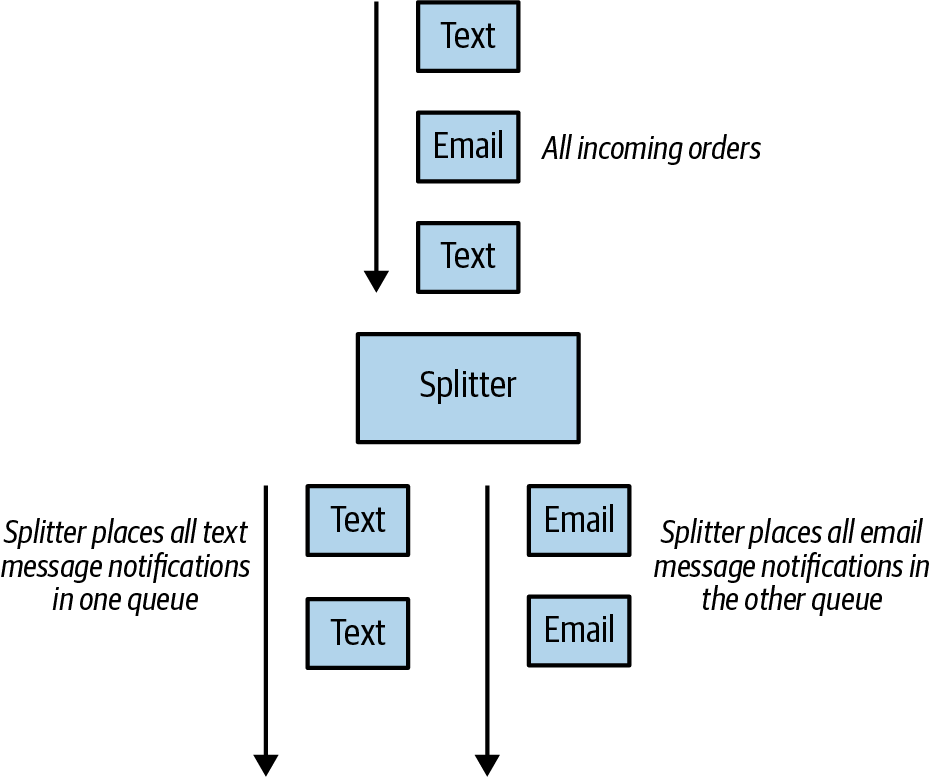 Text
Email
All incoming orders
Text
Splitter
Splitter places all text
message notifications
in one queue
Text
Text
Email
Email
Splitter places all email
message notifications in
the other queue